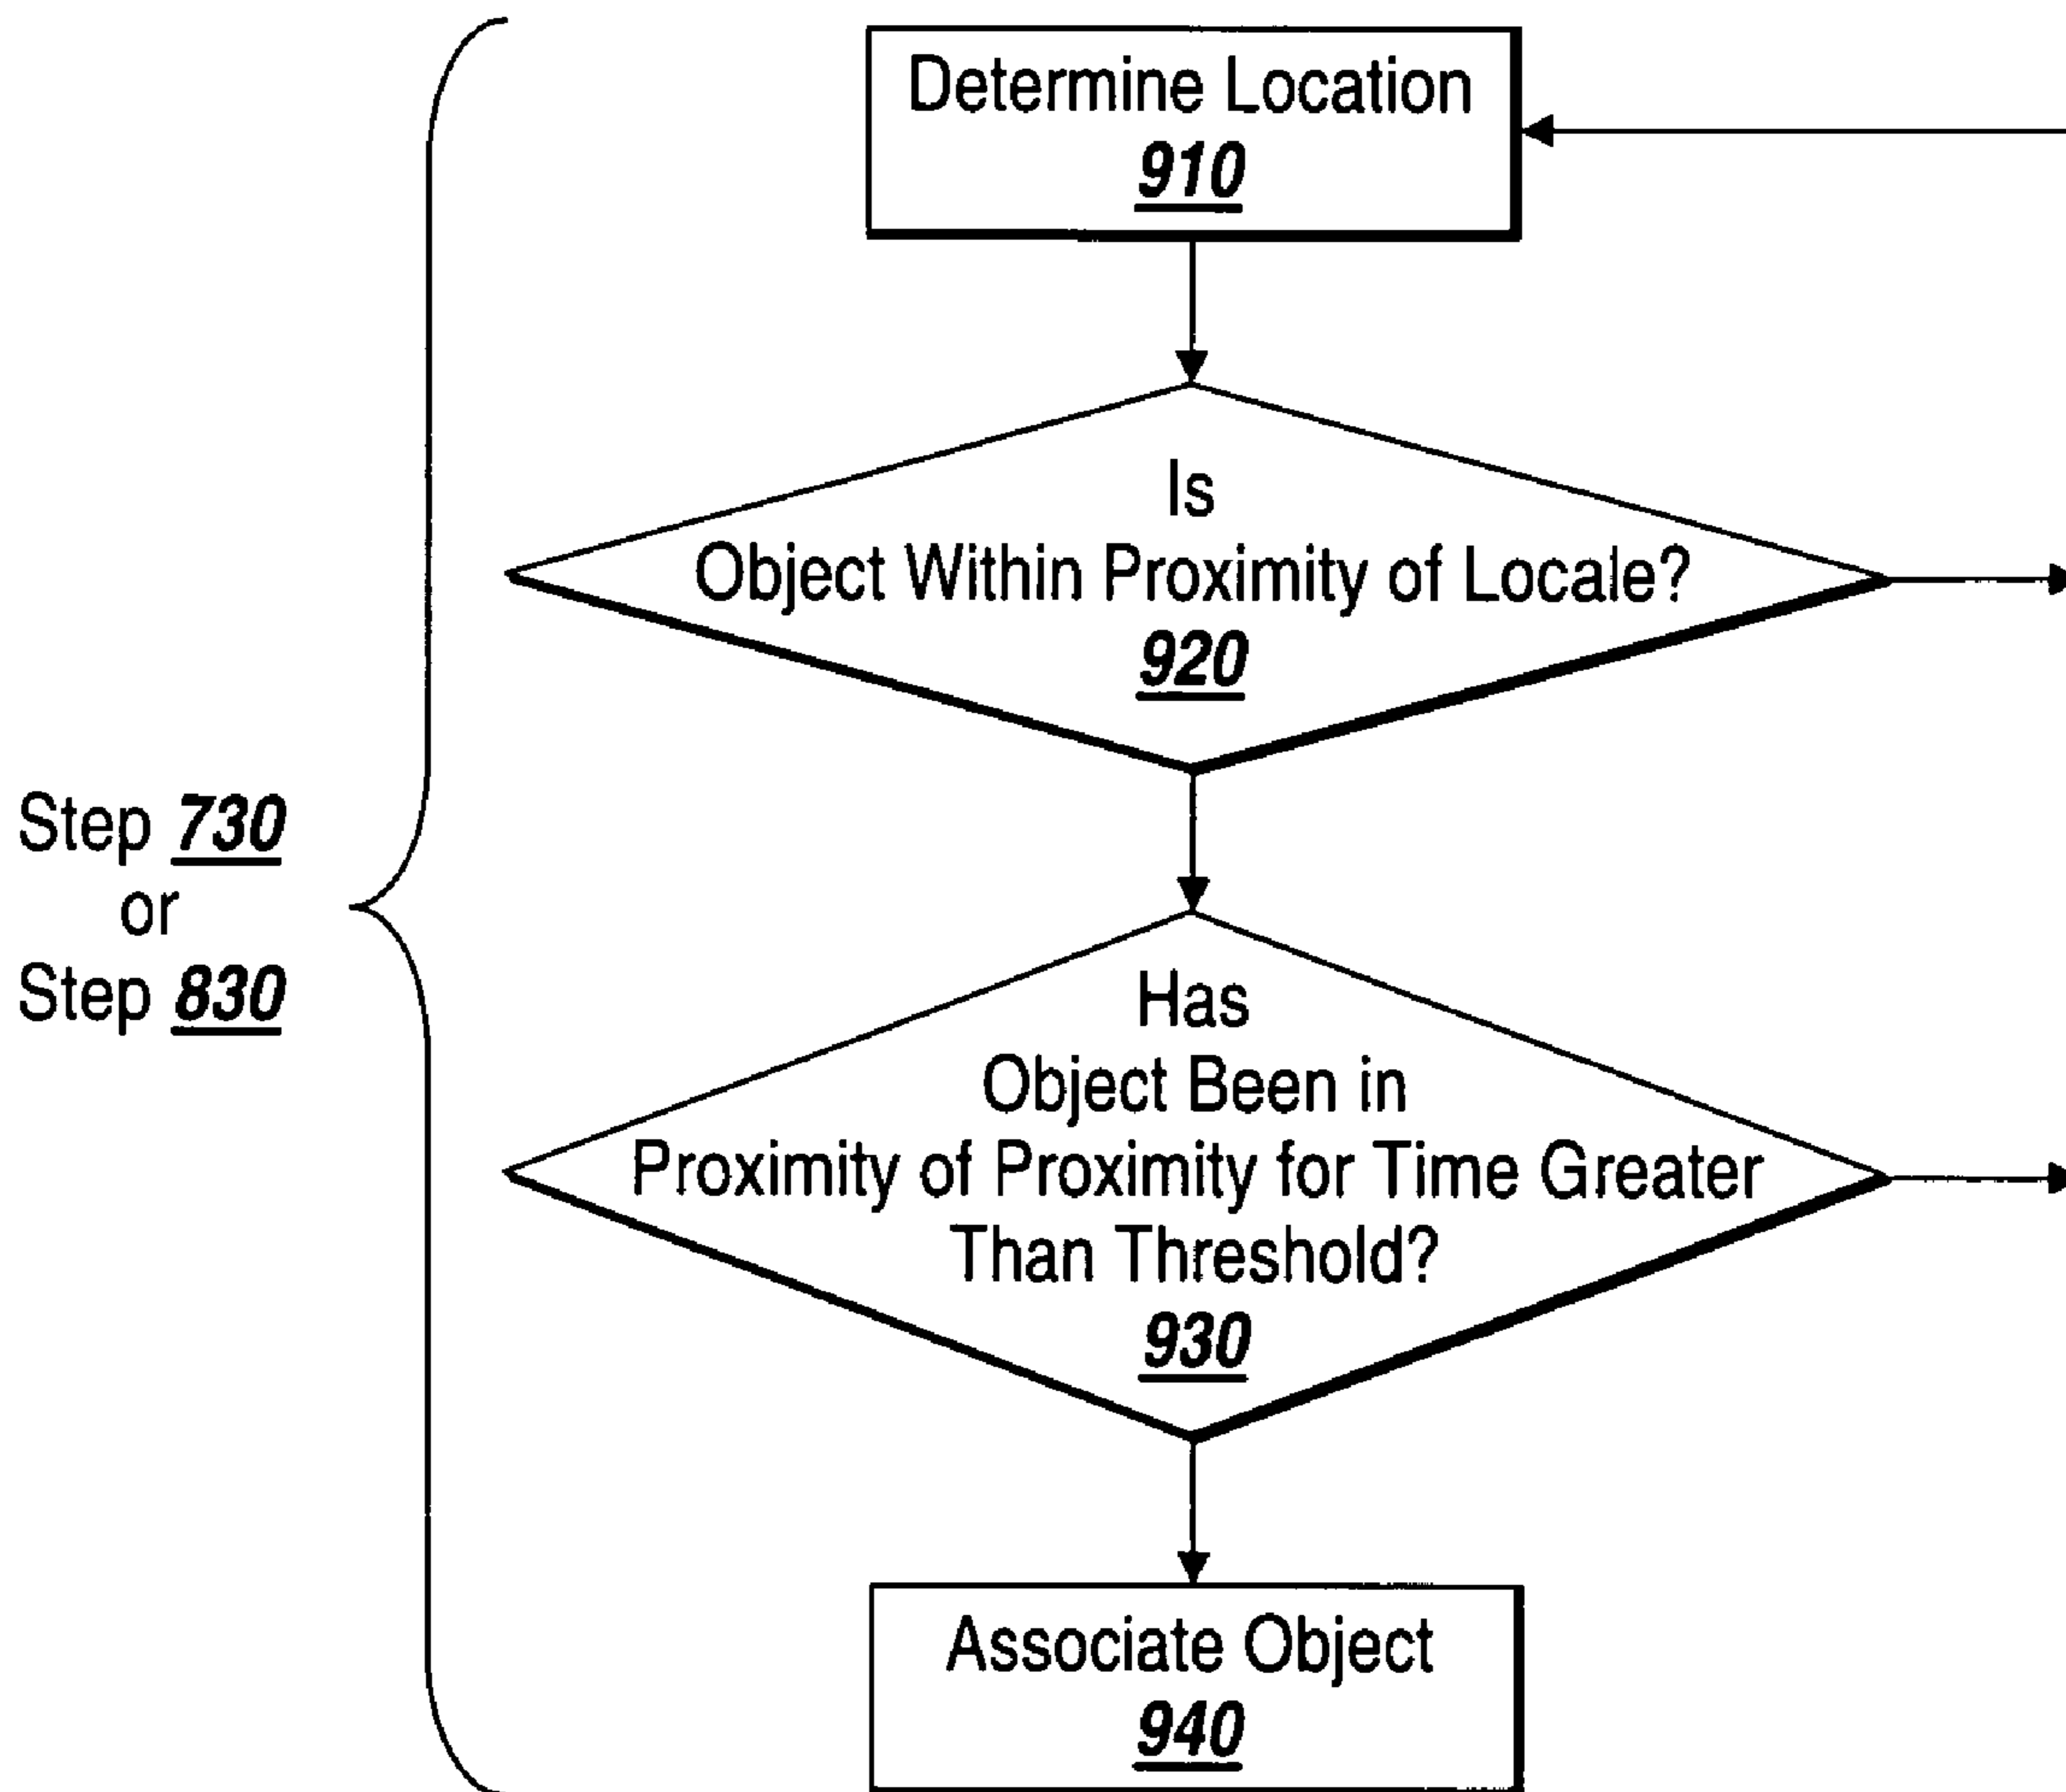 Determine Location
910
Is
Object Within Proximity of Locale?
920
Step 730
or
Step 830
Has
Object Been in
Proximity of Proximity for Time Greater
Than Threshold?
930
Associate Object
940